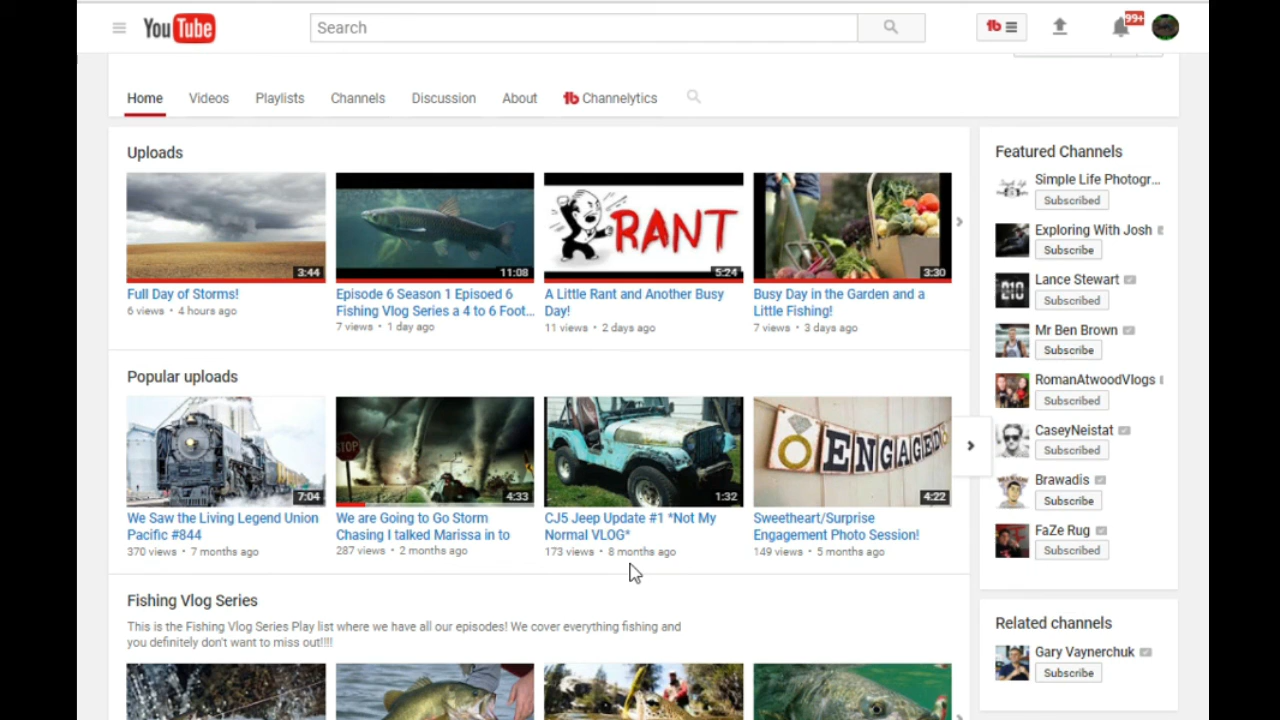 YouTube
Search
99+
Home
Videos
Playlists
Channels
Discussion
About
Channelytics
Uploads
3:44
11:08
RANT
5:24
3:30
Full Day of Storms!
6 views • 4 hours ago
Episode 6 Season 1 Episoed 6
Fishing Vlog Series a 4 to 6 Foot...
7 views • 1 day ago
A Little Rant and Another Busy
Day!
11 views • 2 days ago
Busy Day in the Garden and a
Little Fishing!
7 views • 3 days ago
Popular uploads
7:04
STOP
4:33
1:32
ENGAGED
4:22
We Saw the Living Legend Union
Pacific #844
370 views • 7 months ago
We are Going to Go Storm
Chasing I talked Marissa in to
287 views • 2 months ago
CJ5 Jeep Update #1 *Not My
Normal VLOG*
173 views • 8 months ago
Sweetheart/Surprise
Engagement Photo Session!
149 views • 5 months ago
Fishing Vlog Series
This is the Fishing Vlog Series Play list where we have all our episodes! We cover everything fishing and
you definitely don't want to miss out!!!!
Featured Channels
Simple Life Photogr...
Subscribed
Exploring With Josh
Subscribe
Lance Stewart
Subscribed
Mr Ben Brown
Subscribe
RomanAtwoodVlogs
Subscribed
CaseyNeistat
Subscribed
Brawadis
Subscribe
FaZe Rug
Subscribed
Related channels
Gary Vaynerchuk
Subscribe